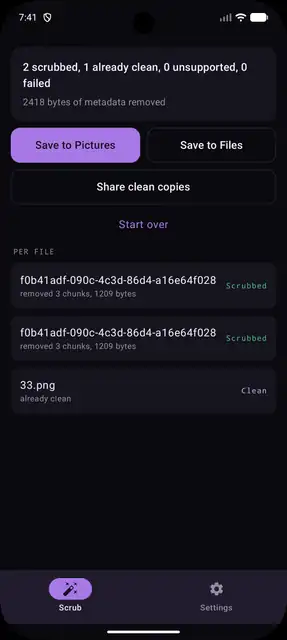 7:41
2 scrubbed, 1 already clean, 0 unsupported, 0
failed
2418 bytes of metadata removed
Save to Pictures
Save to Files
Share clean copies
Start over
PER FILE
f0b41adf-090c-4c3d-86d4-a16e64f028
Scrubbed
removed 3 chunks, 1209 bytes
f0b41adf-090c-4c3d-86d4-a16e64f028
Scrubbed
removed 3 chunks, 1209 bytes
33.png
Clean
already clean
Scrub
Settings